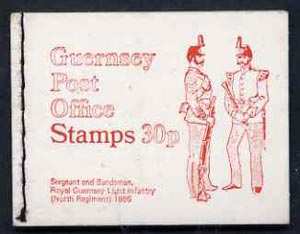 Guernsey
Post
Office
Stamps 30p
Sergeant and Bandsman,
Royal Guernsey Light Infantry
(North Regiment) 1866